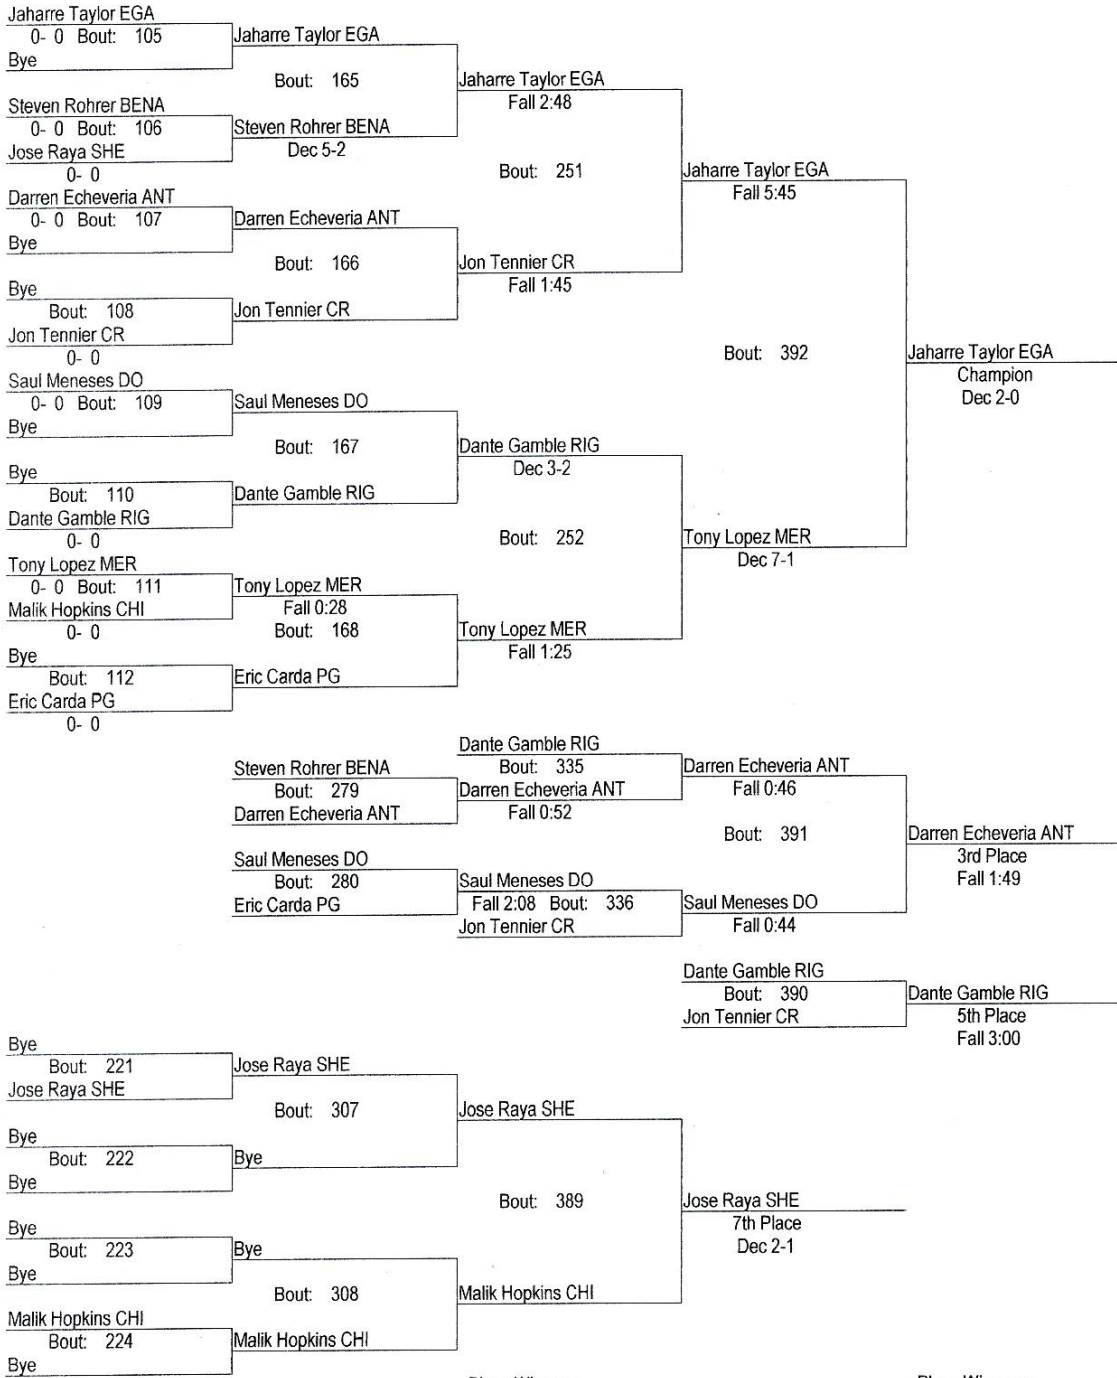 Jaharre Taylor EGA
0- 0 Bout: 105
Bye
Jaharre Taylor EGA
Bout: 165
Steven Rohrer BENA
0- 0 Bout: 106
Jose Raya SHE
0- 0
Steven Rohrer BENA
Dec 5-2
Jaharre Taylor EGA
Fall 2:48
Bout: 251
Darren Echeveria ANT
0- 0 Bout: 107
Bye
Darren Echeveria ANT
Bout: 166
Bye
Bout: 108
Jon Tennier CR
0- 0
Jon Tennier CR
Jon Tennier CR
Fall 1:45
Jaharre Taylor EGA
Fall 5:45
Bout: 392
Saul Meneses DO
0- 0 Bout: 109
Bye
Saul Meneses DO
Bout: 167
Bye
Bout: 110
Dante Gamble RIG
0- 0
Dante Gamble RIG
Dante Gamble RIG
Dec 3-2
Bout: 252
Tony Lopez MER
0- 0 Bout: 111
Malik Hopkins CHI
0- 0
Tony Lopez MER
Fall 0:28
Bout: 168
Bye
Bout: 112
Eric Carda PG
0- 0
Eric Carda PG
Tony Lopez MER
Fall 1:25
Tony Lopez MER
Dec 7-1
Jaharre Taylor EGA
Champion
Dec 2-0
Steven Rohrer BENA
Bout: 279
Darren Echeveria ANT
Dante Gamble RIG
Bout: 335
Darren Echeveria ANT
Fall 0:52
Darren Echeveria ANT
Fall 0:46
Bout: 391
Saul Meneses DO
Bout: 280
Eric Carda PG
Saul Meneses DO
Fall 2:08 Bout: 336
Jon Tennier CR
Saul Meneses DO
Fall 0:44
Darren Echeveria ANT
3rd Place
Fall 1:49
Dante Gamble RIG
Bout: 390
Jon Tennier CR
Dante Gamble RIG
5th Place
Fall 3:00
Bye
Bout: 221
Jose Raya SHE
Jose Raya SHE
Bout: 307
Bye
Bout: 222
Bye
Bye
Jose Raya SHE
Bout: 389
Bye
Bout: 223
Bye
Bye
Bout: 308
Malik Hopkins CHI
Bout: 224
Bye
Malik Hopkins CHI
Malik Hopkins CHI
Jose Raya SHE
7th Place
Dec 2-1